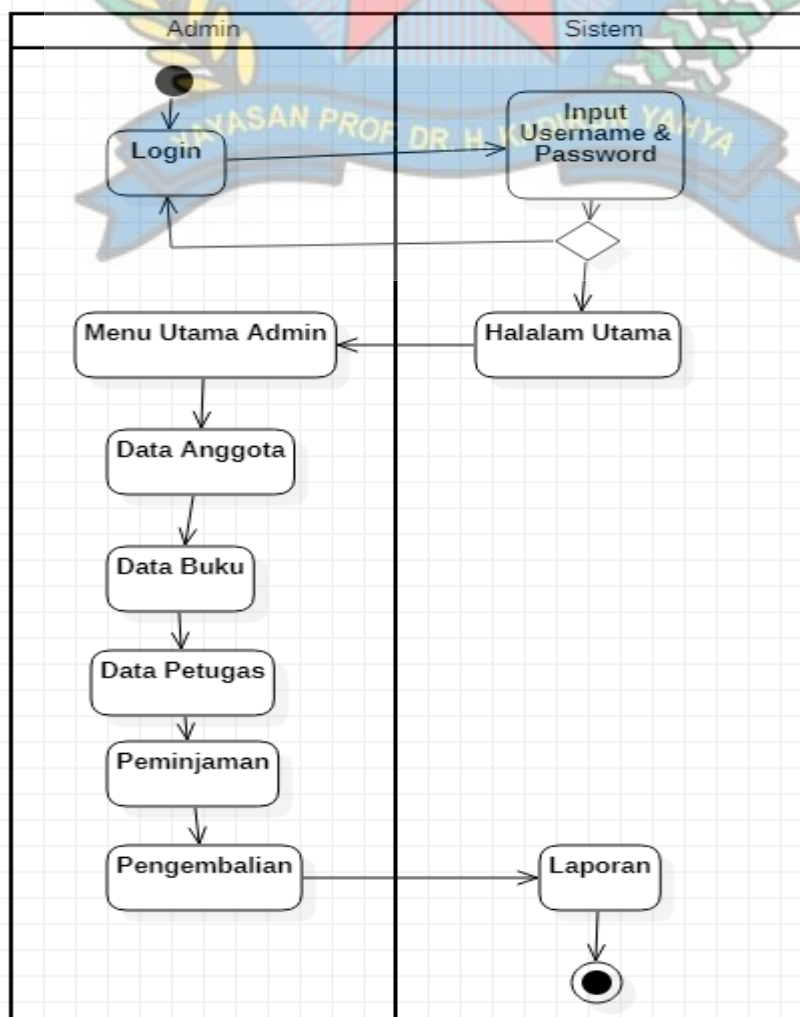 Admin
Sistem
YAYASAN PROF DR. H. YAHYA
Login
Input
Username &
Password
Menu Utama Admin
Halalam Utama
Data Anggota
Data Buku
Data Petugas
Peminjaman
Pengembalian
Laporan